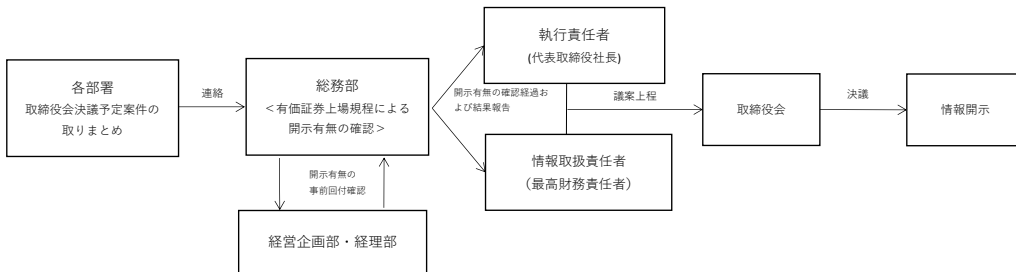 各部署
取締役会決議予定案件の
取りまとめ
連絡
総務部
<有価証券上場規程による
開示有無の確認>
開示有無の
事前回付確認
経営企画部・経理部
開示有無の確認経過お
よび結果報告
執行責任者
(代表取締役社長)
情報取扱責任者
(最高財務責任者)
議案上程
取締役会
決議
情報開示